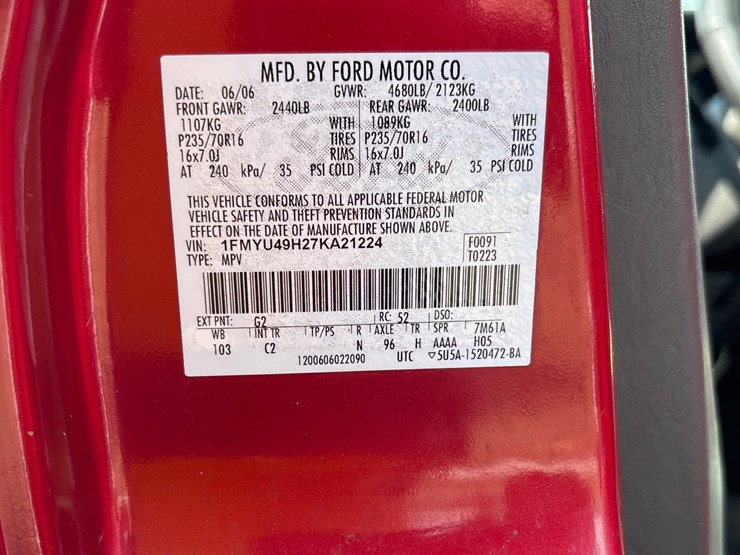 MFD. BY FORD MOTOR CO.
DATE: 06/06 GVWR: 4680LB/ 2123KG
FRONT GAWR: 2440LB REAR GAWR: 2400LB
1107KG WITH 1089KG WITH
P235/70R16 TIRES P235/70R16 TIRES
16x7.0J RIMS 16x7.0J RIMS
AT 240 kPa/ 35 PSI COLD AT 240 kPa/ 35 PSI COLD
THIS VEHICLE CONFORMS TO ALL APPLICABLE FEDERAL MOTOR
VEHICLE SAFETY AND THEFT PREVENTION STANDARDS IN
EFFECT ON THE DATE OF MANUFACTURE SHOWN ABOVE.
VIN: 1FMYU49H27KA21224 F0091
TYPE: MPV T0223
EXT PNT: G2 RC: 52 DSO:
WB INT TR TP/PS R AXLE TR SPR 7M61A
103 C2 N 96 H AAAA H05
1200606022090 UTC ▽5U5A-1520472-BA